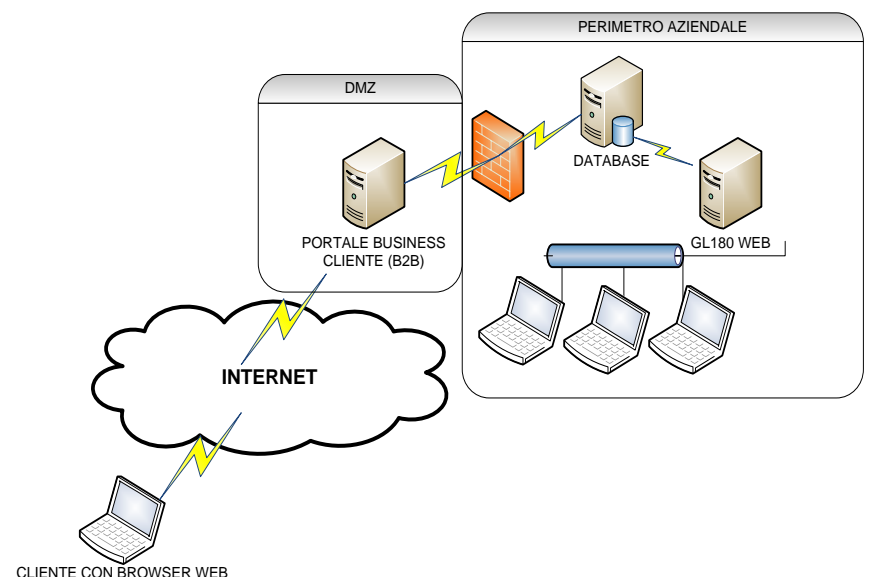 PERIMETRO AZIENDALE
DMZ
DATABASE
PORTALE BUSINESS
CLIENTE (B2B)
GL180 WEB
INTERNET
CLIENTE CON BROWSER WEB